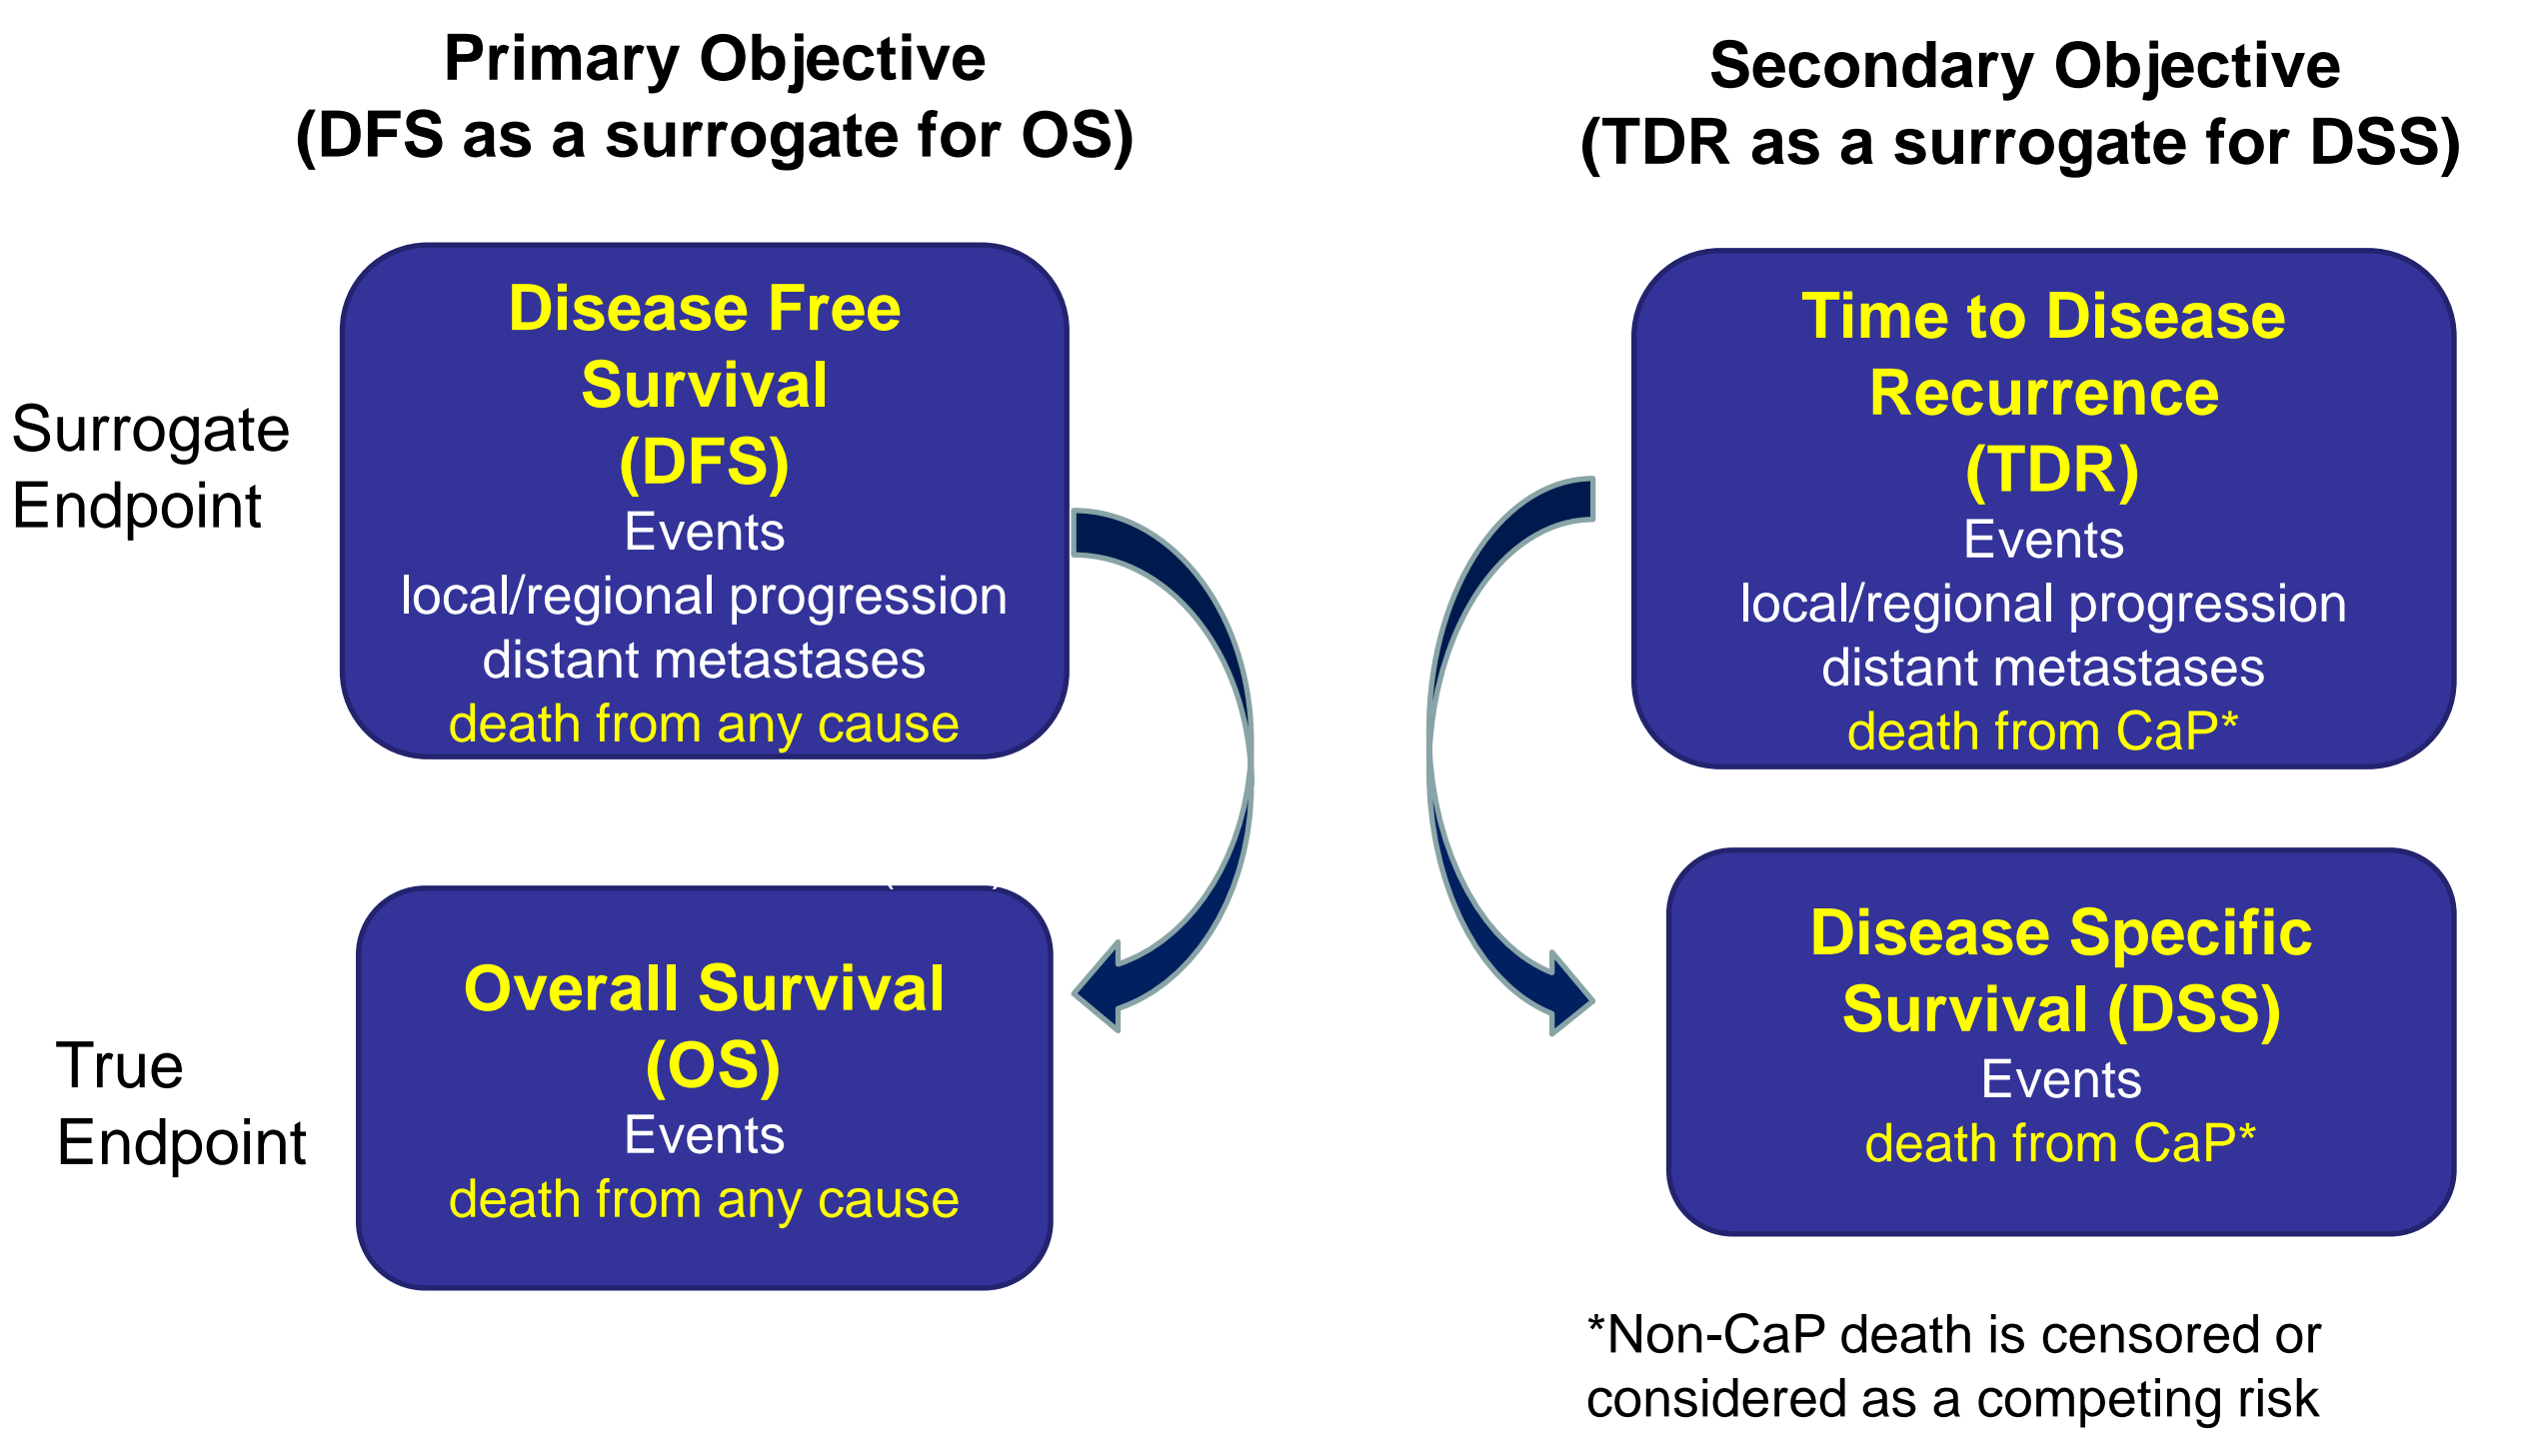 Primary Objective
(DFS as a surrogate for OS)
Secondary Objective
(TDR as a surrogate for DSS)
Surrogate
Endpoint
Disease Free
Survival
(DFS)
Events
local/regional progression
distant metastases
death from any cause
Time to Disease
Recurrence
(TDR)
Events
local/regional progression
distant metastases
death from CaP*
True
Endpoint
Overall Survival
(OS)
Events
death from any cause
Disease Specific
Survival (DSS)
Events
death from CaP*
*Non-CaP death is censored or
considered as a competing risk